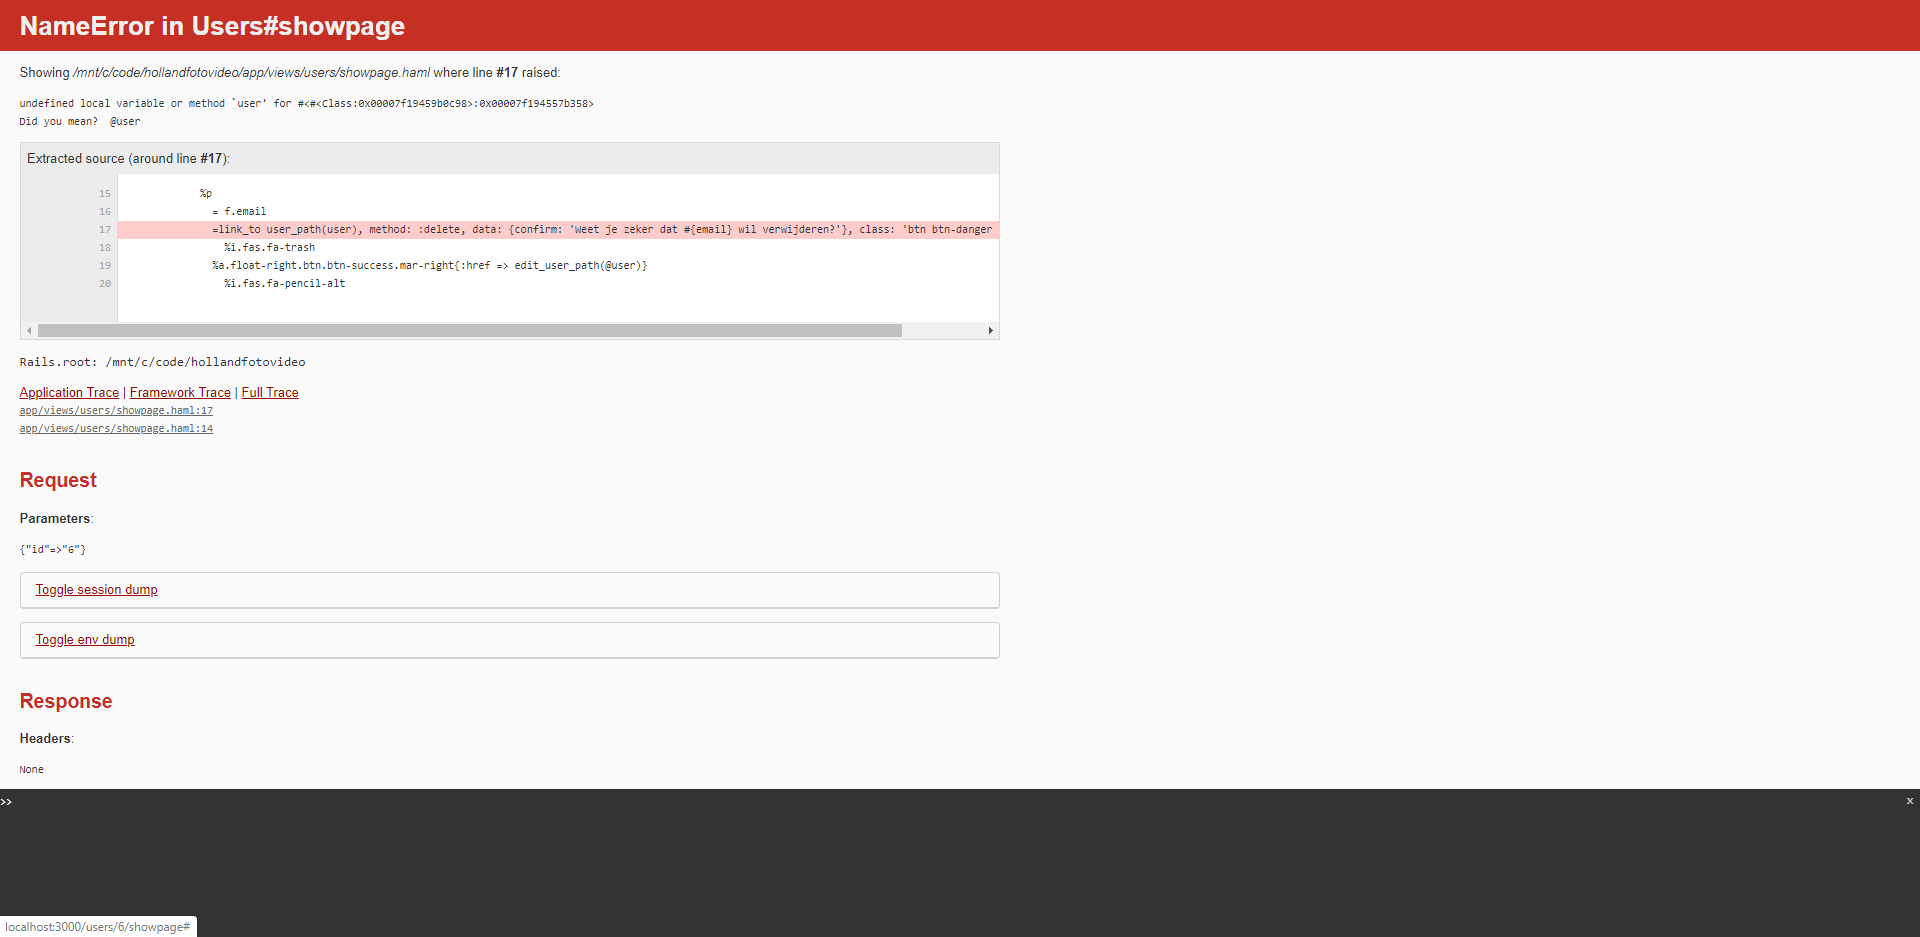 NameError in Users#showpage
Showing /mnt/c/code/hollandfotovideo/app/views/users/showpage.haml where line #17 raised:
undefined local variable or method `user' for #<#<Class:0x00007f19459b0c98>:0x00007f194557b358>
Did you mean?  @user
Extracted source (around line #17):
15 %p
16 = f.email
17 =link_to user_path(user), method: :delete, data: {confirm: 'Weet je zeker dat #{email} wil verwijderen?'}, class: 'btn btn-danger
18 %i.fas.fa-trash
19 %a.float-right.btn.btn-success.mar-right{:href => edit_user_path(@user)}
20 %i.fas.fa-pencil-alt
Rails.root: /mnt/c/code/hollandfotovideo
Application Trace | Framework Trace | Full Trace
app/views/users/showpage.haml:17
app/views/users/showpage.haml:14
Request
Parameters:
{"id"=>"6"}
Toggle session dump
Toggle env dump
Response
Headers:
None
>> x
localhost:3000/users/6/showpage#